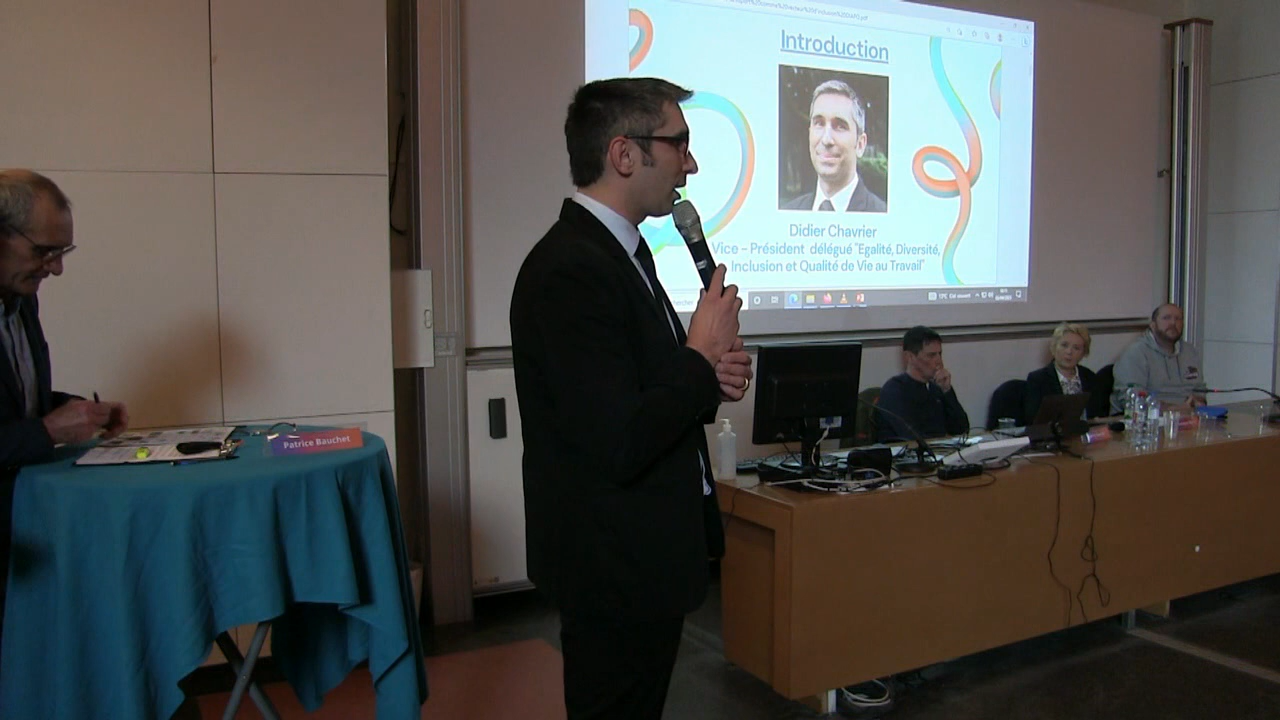 Introduction
Didier Chavrier
Vice - Président délégué "Egalité, Diversité,
Inclusion et Qualité de Vie au Travail"
Patrice Bauchet